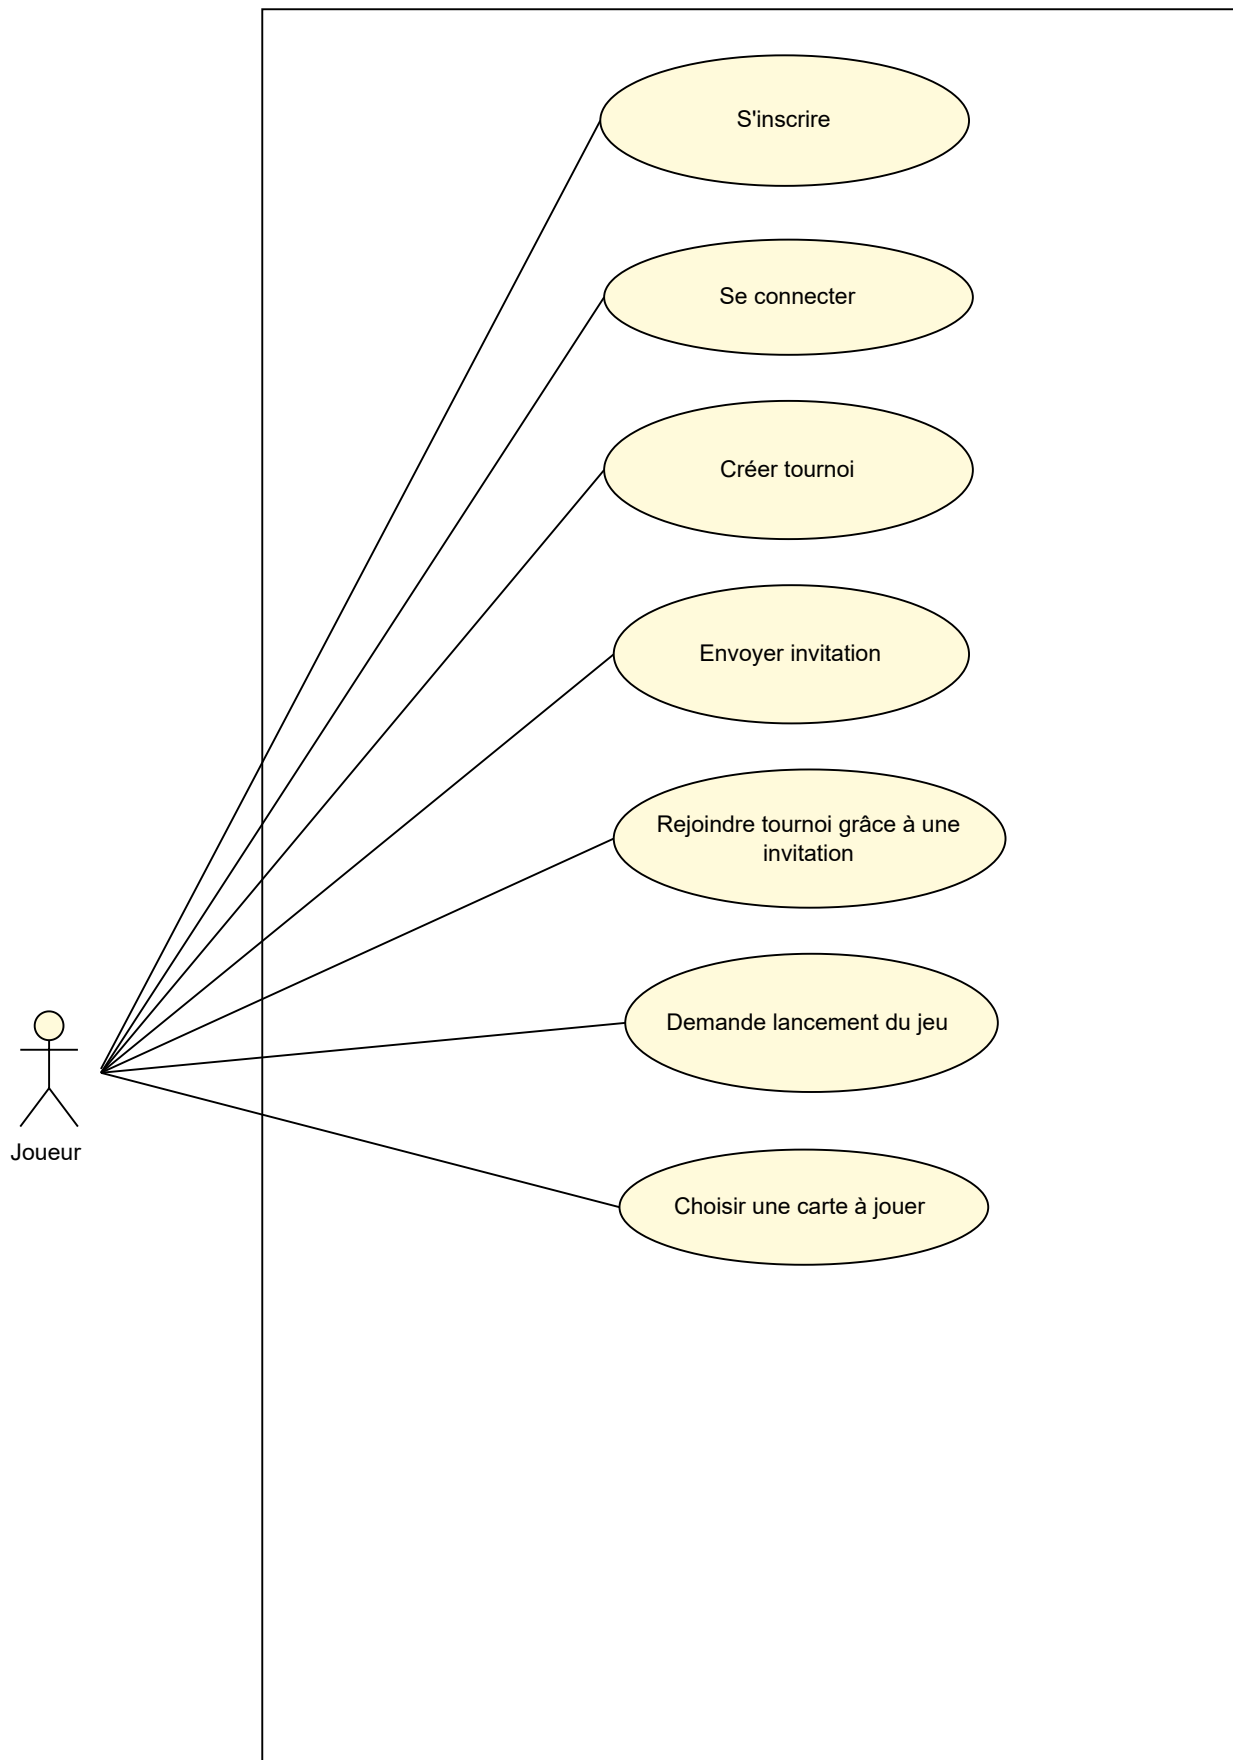 S'inscrire
Se connecter
Créer tournoi
Envoyer invitation
Rejoindre tournoi grâce à une
invitation
Demande lancement du jeu
Joueur
Choisir une carte à jouer